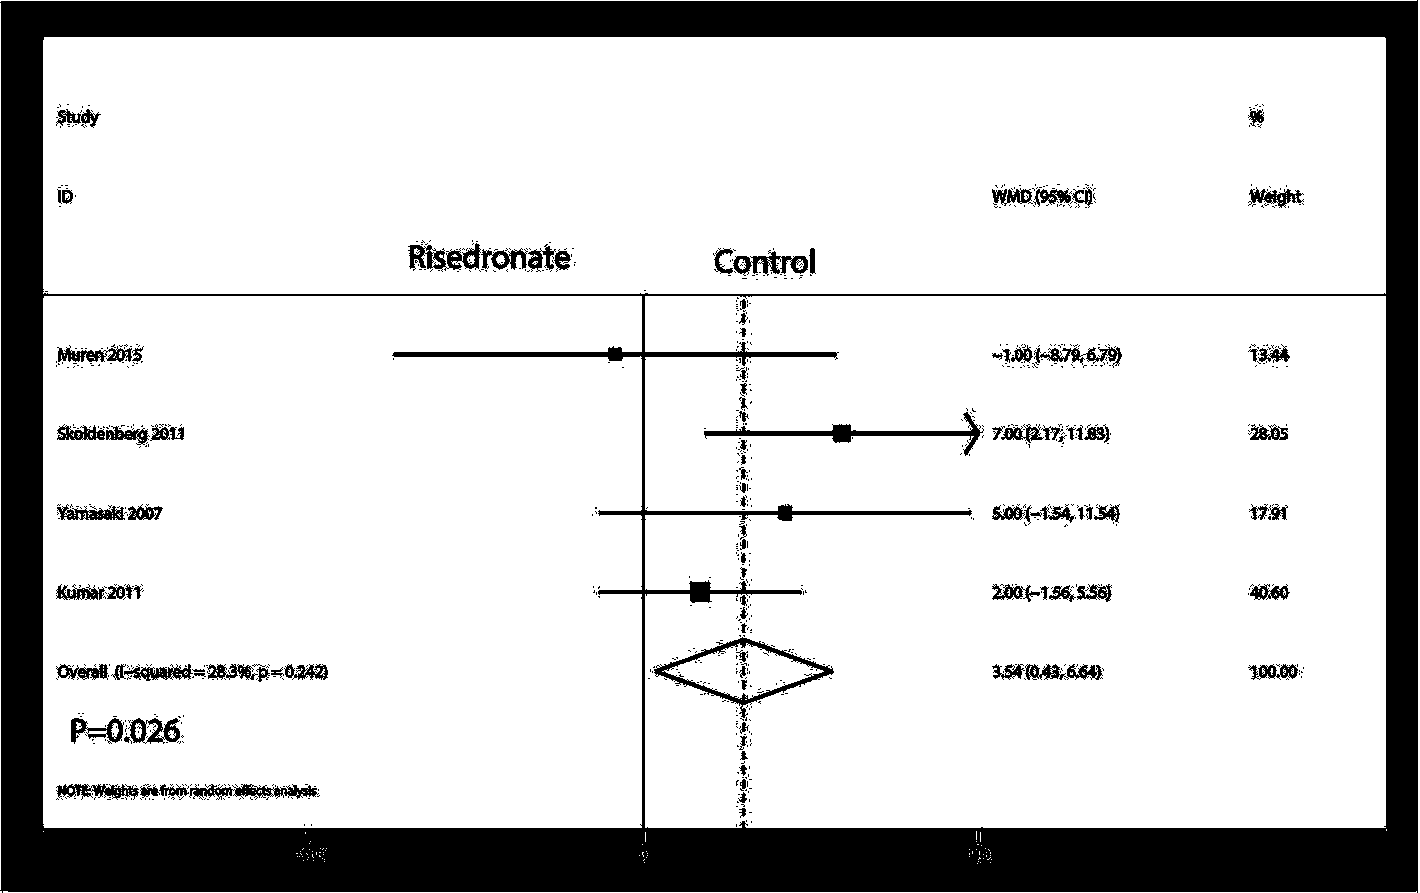 Study %
ID WMD (95% CI) Weight
Risedronate Control
Muren 2015 −1.00 (−8.79, 6.79) 13.44
Skoldenberg 2011 7.00 (2.17, 11.83) 28.05
Yamasaki 2007 5.00 (−1.54, 11.54) 17.91
Kumar 2011 2.00 (−1.56, 5.56) 40.60
Overall (I−squared = 28.3%, p = 0.242) 3.54 (0.43, 6.64) 100.00
P=0.026
NOTE: Weights are from random effects analysis
0